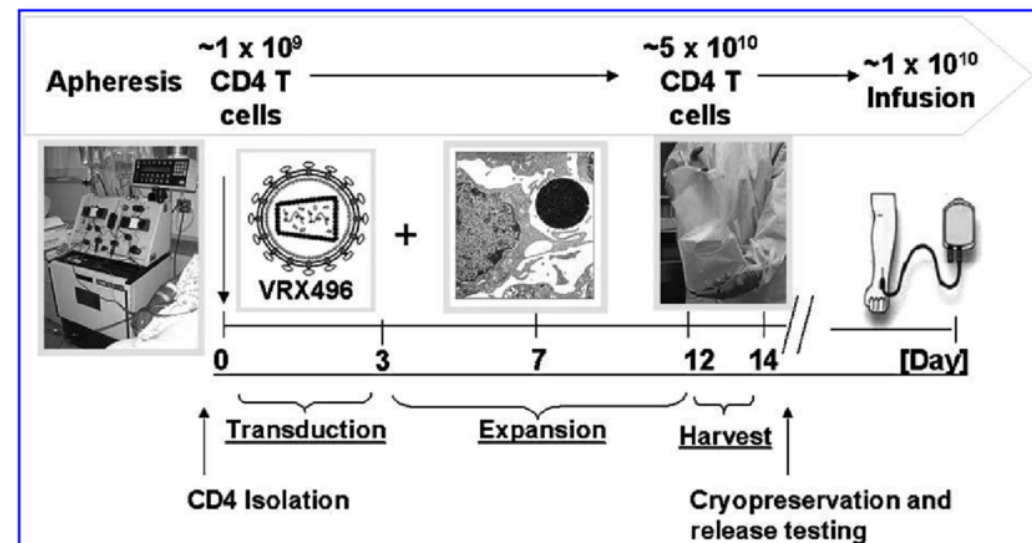 ~1 x 10⁹
Apheresis CD4 T
cells
~5 x 10¹⁰
CD4 T
cells
~1 x 10¹⁰
Infusion
VRX496
+
0 3 7 12 14 [Day]
Transduction Expansion Harvest
CD4 Isolation
Cryopreservation and
release testing